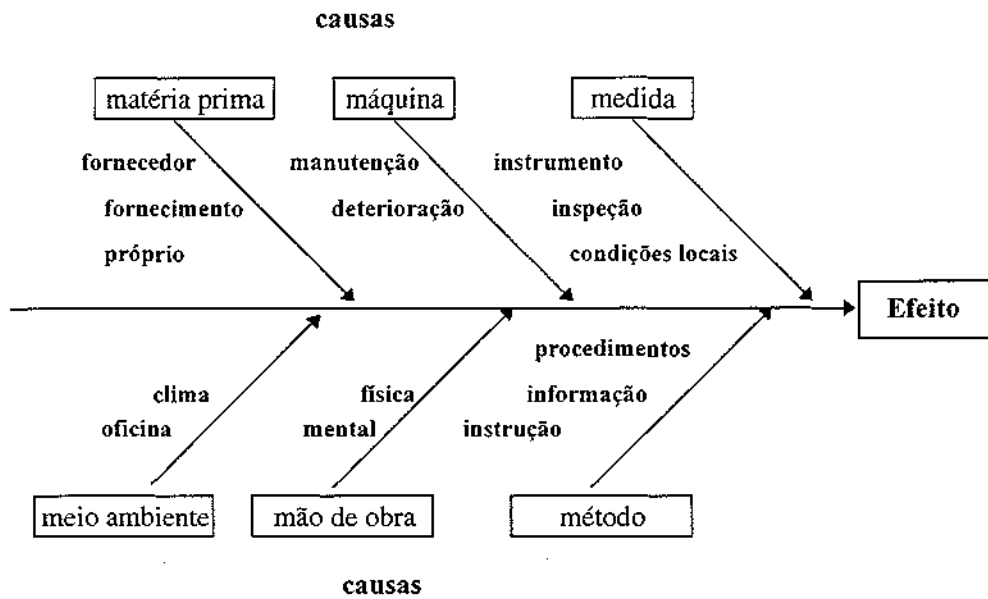 causas
matéria prima
máquina
medida
fornecedor
manutenção
instrumento
fornecimento
deterioração
inspeção
próprio
condições locais
Efeito
procedimentos
clima
física
informação
oficina
mental
instrução
meio ambiente
mão de obra
método
causas